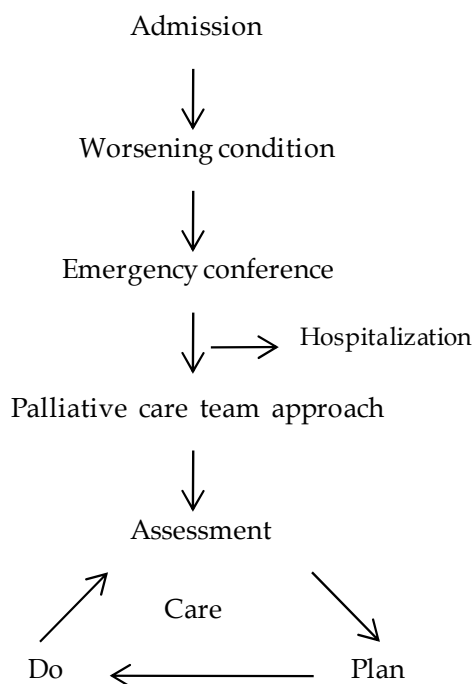 Admission
Worsening condition
Emergency conference
Hospitalization
Palliative care team approach
Assessment
Care
Do
Plan